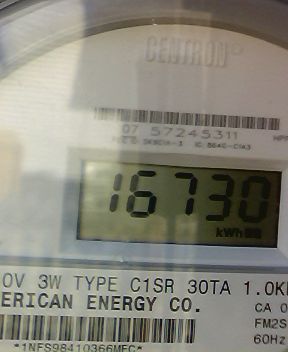 CENTRON®
07 57245311
16730
kWh
0V 3W TYPE C1SR 30TA 1.0K
ERICAN ENERGY CO.
CA 0
FM2S
60Hz
*1NFS98410366MEC*